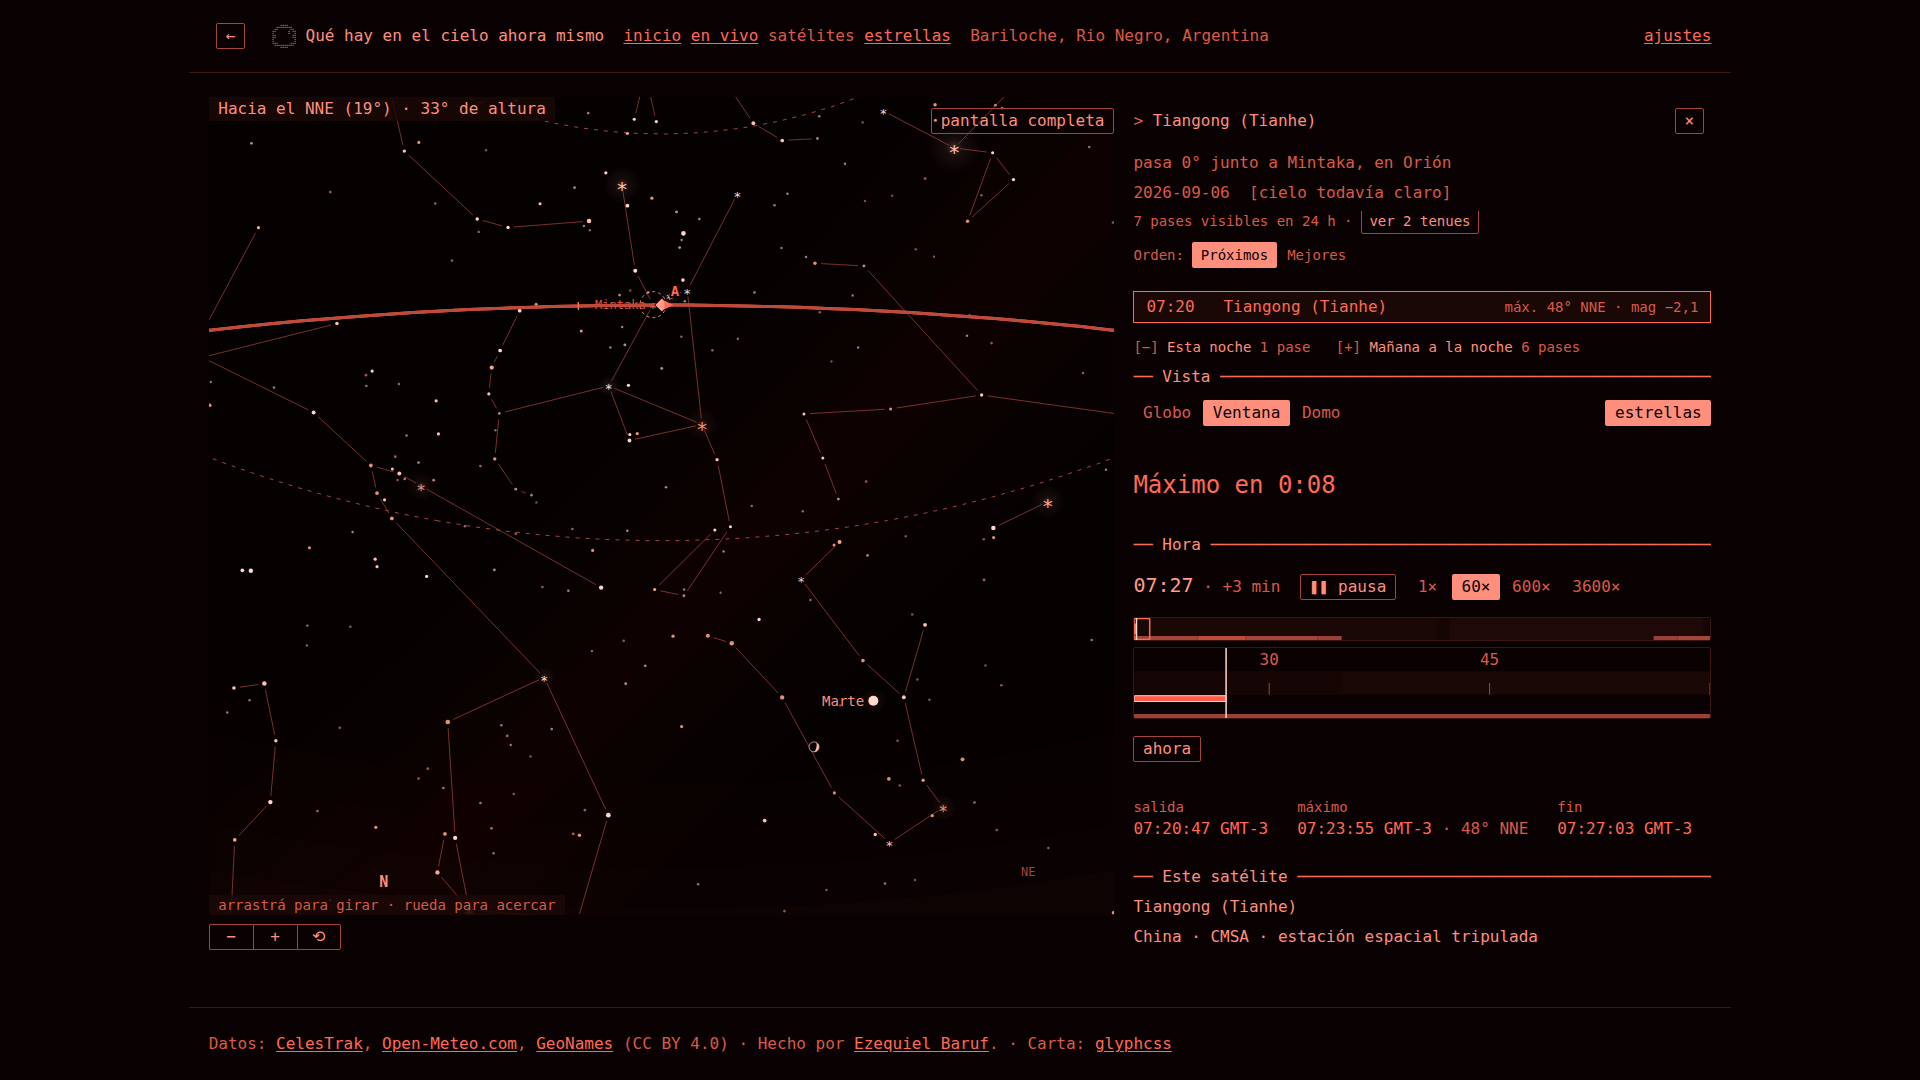 ← Qué hay en el cielo ahora mismo inicio en vivo satélites estrellas Bariloche, Rio Negro, Argentina ajustes
Hacia el NNE (19°) · 33° de altura
pantalla completa
A
Mintaka
Marte
N
NE
arrastrá para girar · rueda para acercar
− + ⟲
> Tiangong (Tianhe) ×
pasa 0° junto a Mintaka, en Orión
2026-09-06 [cielo todavía claro]
7 pases visibles en 24 h · ver 2 tenues
Orden: Próximos Mejores
07:20 Tiangong (Tianhe) máx. 48° NNE · mag −2,1
[−] Esta noche 1 pase [+] Mañana a la noche 6 pases
Vista
Globo Ventana Domo estrellas
Máximo en 0:08
Hora
07:27 · +3 min ❚❚ pausa 1× 60× 600× 3600×
30 45
ahora
salida máximo fin
07:20:47 GMT-3 07:23:55 GMT-3 · 48° NNE 07:27:03 GMT-3
Este satélite
Tiangong (Tianhe)
China · CMSA · estación espacial tripulada
Datos: CelesTrak, Open-Meteo.com, GeoNames (CC BY 4.0) · Hecho por Ezequiel Baruf. · Carta: glyphcss